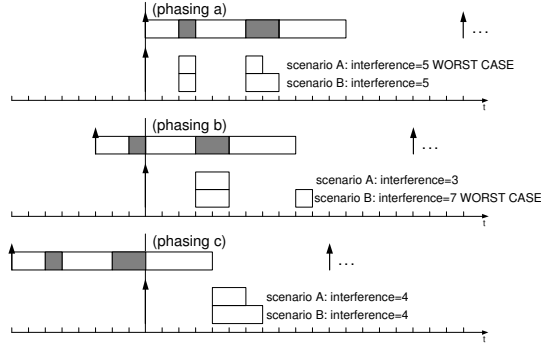 (phasing a)
...
scenario A: interference=5 WORST CASE
scenario B: interference=5
t
(phasing b)
...
scenario A: interference=3
scenario B: interference=7 WORST CASE
t
(phasing c)
...
scenario A: interference=4
scenario B: interference=4
t